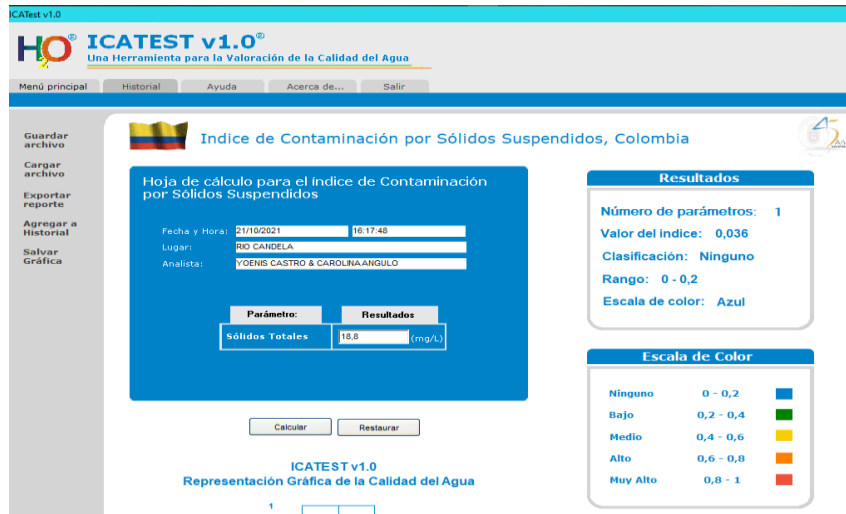 ICATest v1.0
H2O® ICATEST v1.0®
Una Herramienta para la Valoración de la Calidad del Agua
Menú principal Historial Ayuda Acerca de... Salir
Guardar
archivo
Cargar
archivo
Exportar
reporte
Agregar a
Historial
Salvar
Gráfica
Indice de Contaminación por Sólidos Suspendidos, Colombia
Hoja de cálculo para el índice de Contaminación
por Sólidos Suspendidos
Fecha y Hora: 21/10/2021 16:17:48
Lugar: RIO CANDELA
Analista: YOENIS CASTRO & CAROLINA ANGULO
Parámetro: Resultados
Sólidos Totales 18,8 (mg/L)
Calcular Restaurar
ICATEST v1.0
Representación Gráfica de la Calidad del Agua
1
Resultados
Número de parámetros: 1
Valor del indice: 0,036
Clasificación: Ninguno
Rango: 0 - 0,2
Escala de color: Azul
Escala de Color
Ninguno 0 - 0,2
Bajo 0,2 - 0,4
Medio 0,4 - 0,6
Alto 0,6 - 0,8
Muy Alto 0,8 - 1